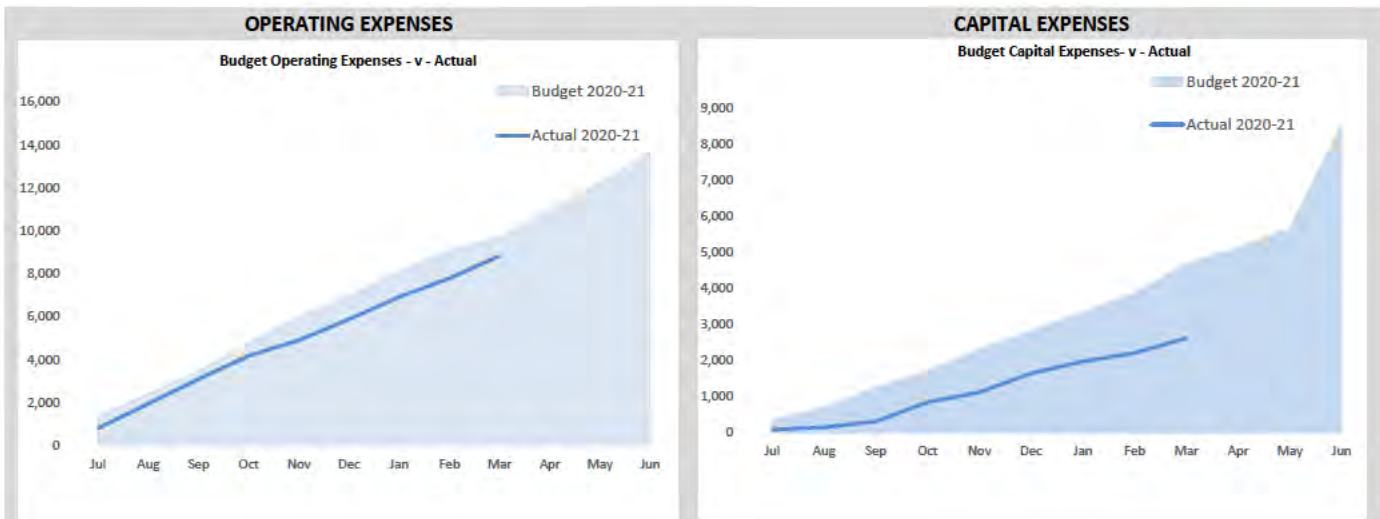 OPERATING EXPENSES
Budget Operating Expenses - v - Actual
Budget 2020-21
Actual 2020-21
16,000
14,000
12,000
10,000
8,000
6,000
4,000
2,000
0
Jul Aug Sep Oct Nov Dec Jan Feb Mar Apr May Jun
CAPITAL EXPENSES
Budget Capital Expenses- v - Actual
Budget 2020-21
Actual 2020-21
9,000
8,000
7,000
6,000
5,000
4,000
3,000
2,000
1,000
0
Jul Aug Sep Oct Nov Dec Jan Feb Mar Apr May Jun